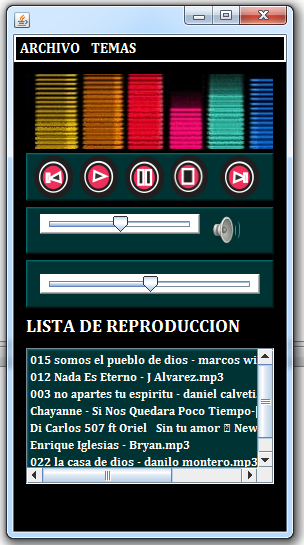 ARCHIVO TEMAS
LISTA DE REPRODUCCION
015 somos el pueblo de dios - marcos wi
012 Nada Es Eterno - J Alvarez.mp3
003 no apartes tu espiritu - daniel calveti
Chayanne - Si Nos Quedara Poco Tiempo-
Di Carlos 507 ft Oriel Sin tu amor New
Enrique Iglesias - Bryan.mp3
022 la casa de dios - danilo montero.mp3